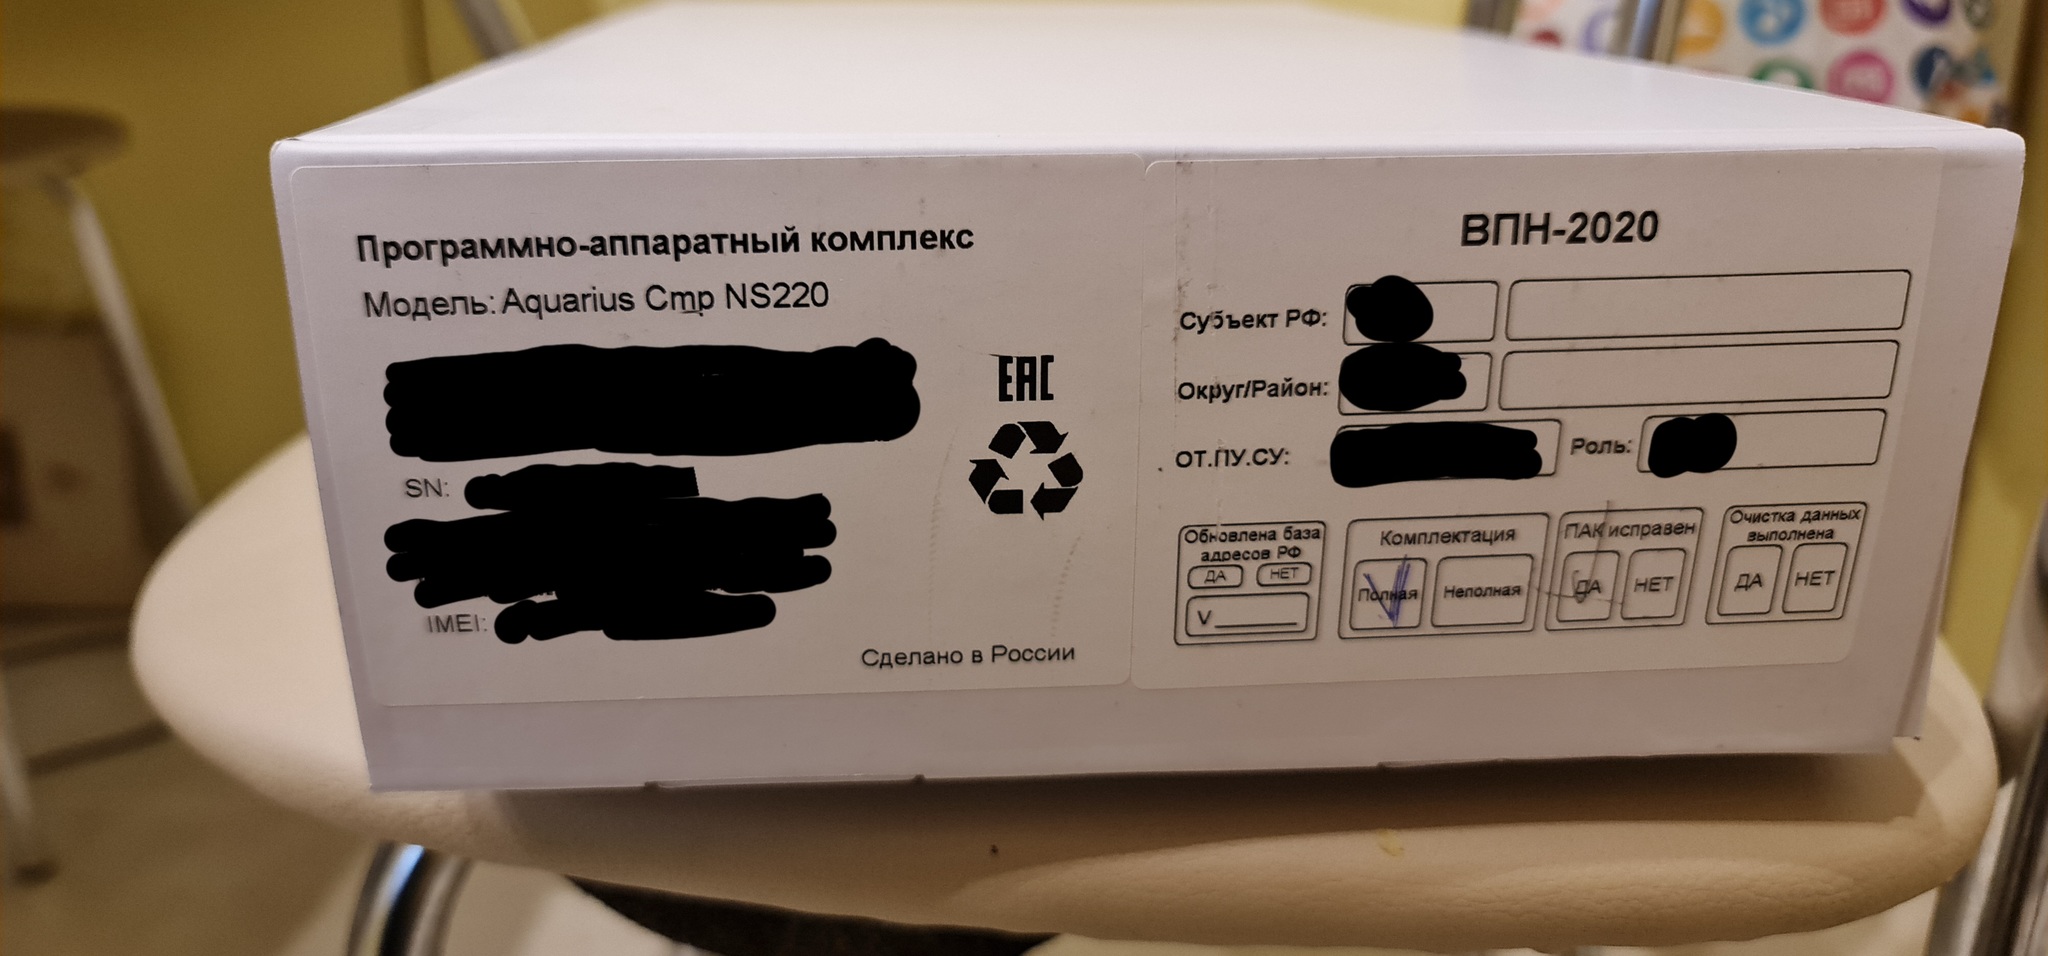 Программно-аппаратный комплекс
Модель: Aquarius Cmp NS220
SN:
IMEI:
EAC
Сделано в России
ВПН-2020
Субъект РФ:
Округ/Район:
ОТ.ПУ.СУ:
Роль:
Обновлена база
адресов РФ
ДА НЕТ
V
Комплектация
Полная Неполная
ПАК исправен
ДА НЕТ
Очистка данных
выполнена
ДА НЕТ